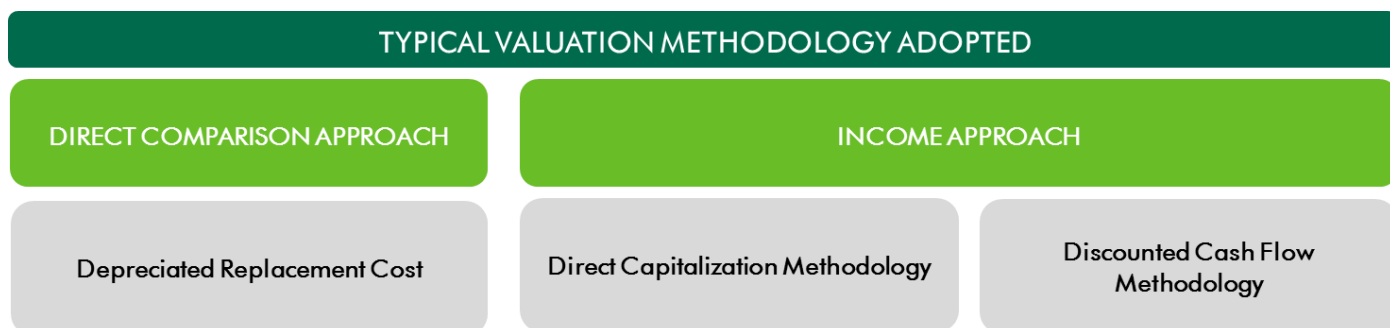 TYPICAL VALUATION METHODOLOGY ADOPTED
DIRECT COMPARISON APPROACH
INCOME APPROACH
Depreciated Replacement Cost
Direct Capitalization Methodology
Discounted Cash Flow
Methodology